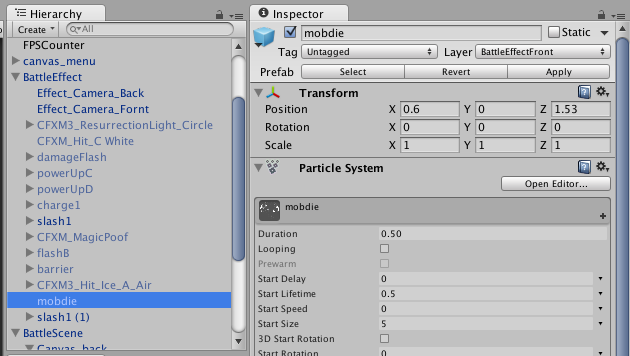 Hierarchy
Create
All
FPSCounter
canvas_menu
BattleEffect
Effect_Camera_Back
Effect_Camera_Fornt
CFXM3_ResurrectionLight_Circle
CFXM_Hit_C White
damageFlash
powerUpC
powerUpD
charge1
slash1
CFXM_MagicPoof
flashB
barrier
CFXM3_Hit_Ice_A_Air
mobdie
slash1 (1)
BattleScene
Canvas_back
Inspector
mobdie Static
Tag Untagged Layer BattleEffectFront
Prefab Select Revert Apply
Transform
Position X 0.6 Y 0 Z 1.53
Rotation X 0 Y 0 Z 0
Scale X 1 Y 1 Z 1
Particle System
Open Editor...
mobdie
Duration 0.50
Looping
Prewarm
Start Delay 0
Start Lifetime 0.5
Start Speed 0
Start Size 5
3D Start Rotation
Start Rotation 0